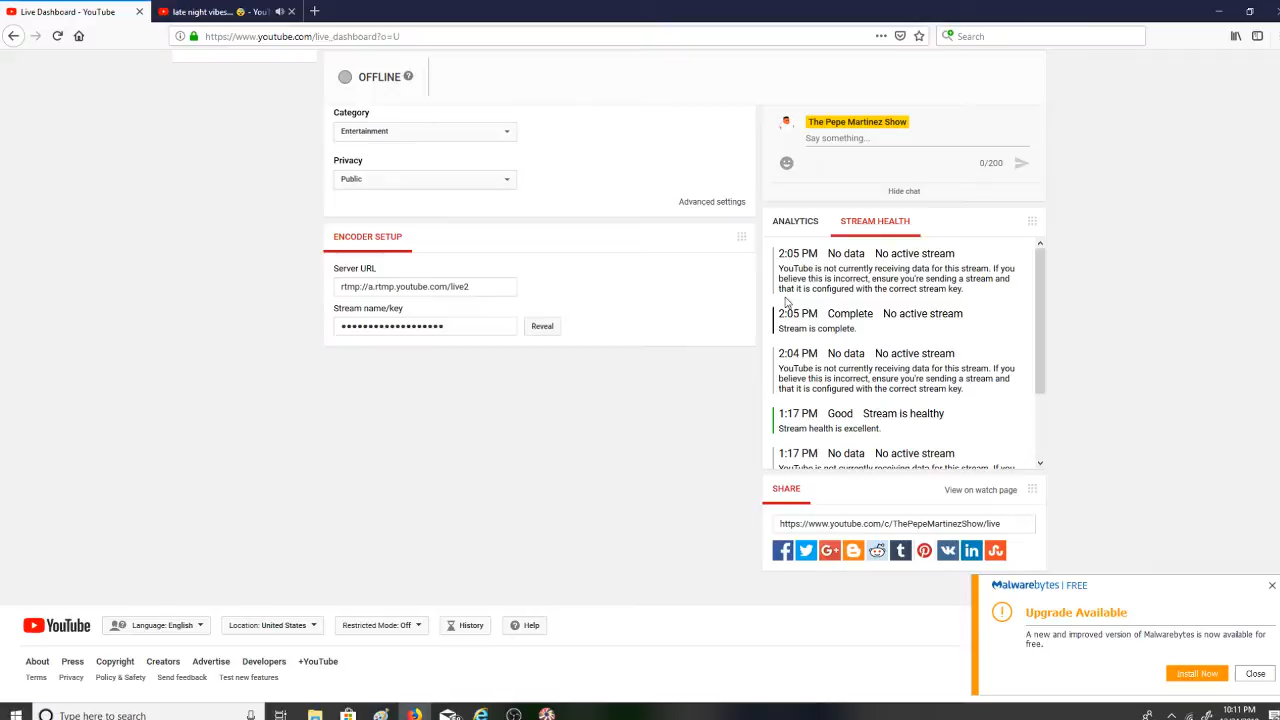 Live Dashboard - YouTube
late night vibes... 😌 - YouT
https://www.youtube.com/live_dashboard?o=U
Search
OFFLINE
Category
Entertainment
Privacy
Public
Advanced settings
ENCODER SETUP
Server URL
rtmp://a.rtmp.youtube.com/live2
Stream name/key
Reveal
The Pepe Martinez Show
Say something...
0/200
Hide chat
ANALYTICS STREAM HEALTH
2:05 PM No data No active stream
YouTube is not currently receiving data for this stream. If you
believe this is incorrect, ensure you're sending a stream and
that it is configured with the correct stream key.
2:05 PM Complete No active stream
Stream is complete.
2:04 PM No data No active stream
YouTube is not currently receiving data for this stream. If you
believe this is incorrect, ensure you're sending a stream and
that it is configured with the correct stream key.
1:17 PM Good Stream is healthy
Stream health is excellent.
1:17 PM No data No active stream
YouTube is not currently receiving data for this stream. If you
SHARE
View on watch page
https://www.youtube.com/c/ThePepeMartinezShow/live
Malwarebytes | FREE
Upgrade Available
A new and improved version of Malwarebytes is now available for
free.
Install Now
Close
YouTube
Language: English
Location: United States
Restricted Mode: Off
History
Help
About Press Copyright Creators Advertise Developers +YouTube
Terms Privacy Policy & Safety Send feedback Test new features
Type here to search
10:11 PM